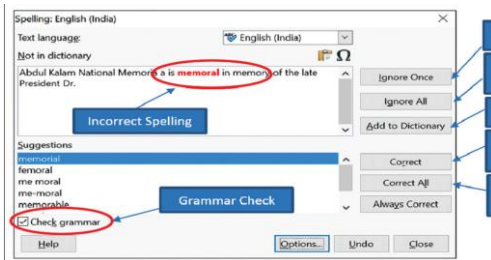 Spelling: English (India)
Text language: English (India)
Not in dictionary
Abdul Kalam National Memoris a is memoral in memory of the late
President Dr.
Ignore Once
Ignore All
Incorrect Spelling
Add to Dictionary
Suggestions
memorial
femoral
me moral
me-moral
memorable
Correct
Correct All
Grammar Check
Always Correct
Check grammar
Help
Options...
Undo
Close